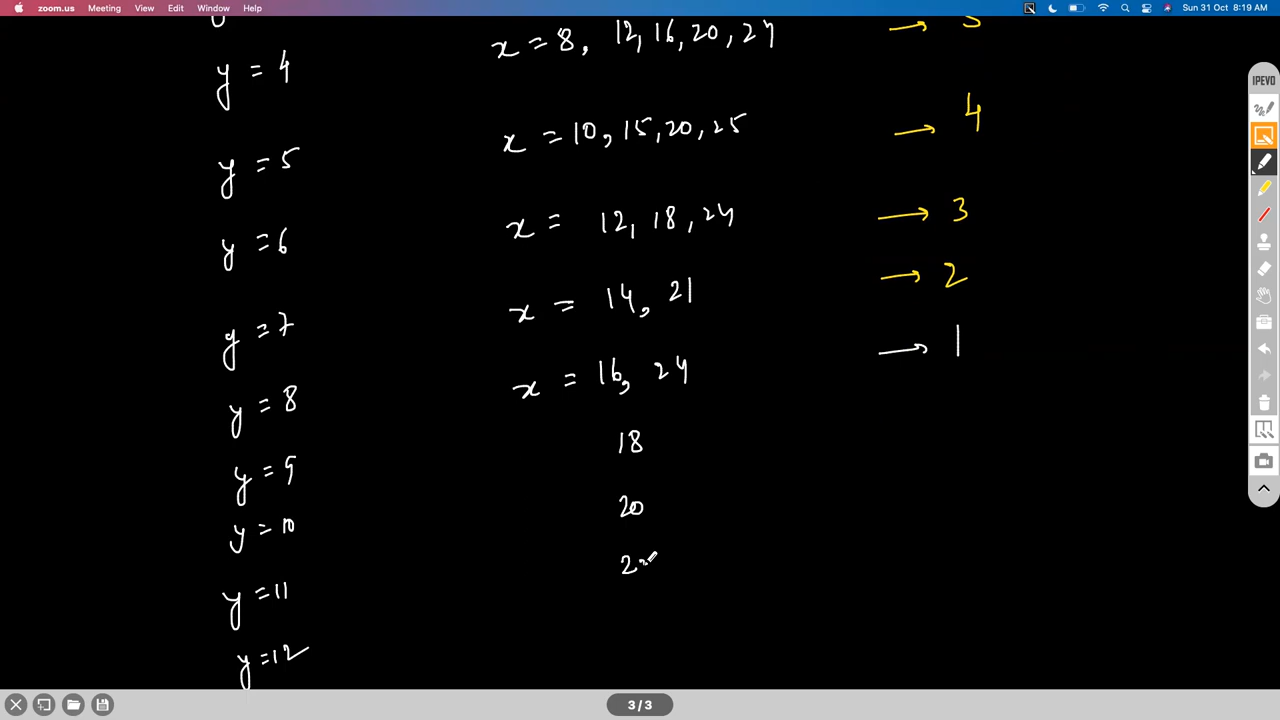 zoom.us Meeting View Edit Window Help Sun 31 Oct 8:19 AM
x = 8, 12, 16, 20, 24
y = 4
IPEVO
x = 10, 15, 20, 25 → 4
y = 5
x = 12, 18, 24 → 3
y = 6
x = 14, 21 → 2
y = 7
x = 16, 24 → 1
y = 8
18
y = 9
20
y = 10
y = 11
y = 12
3/3